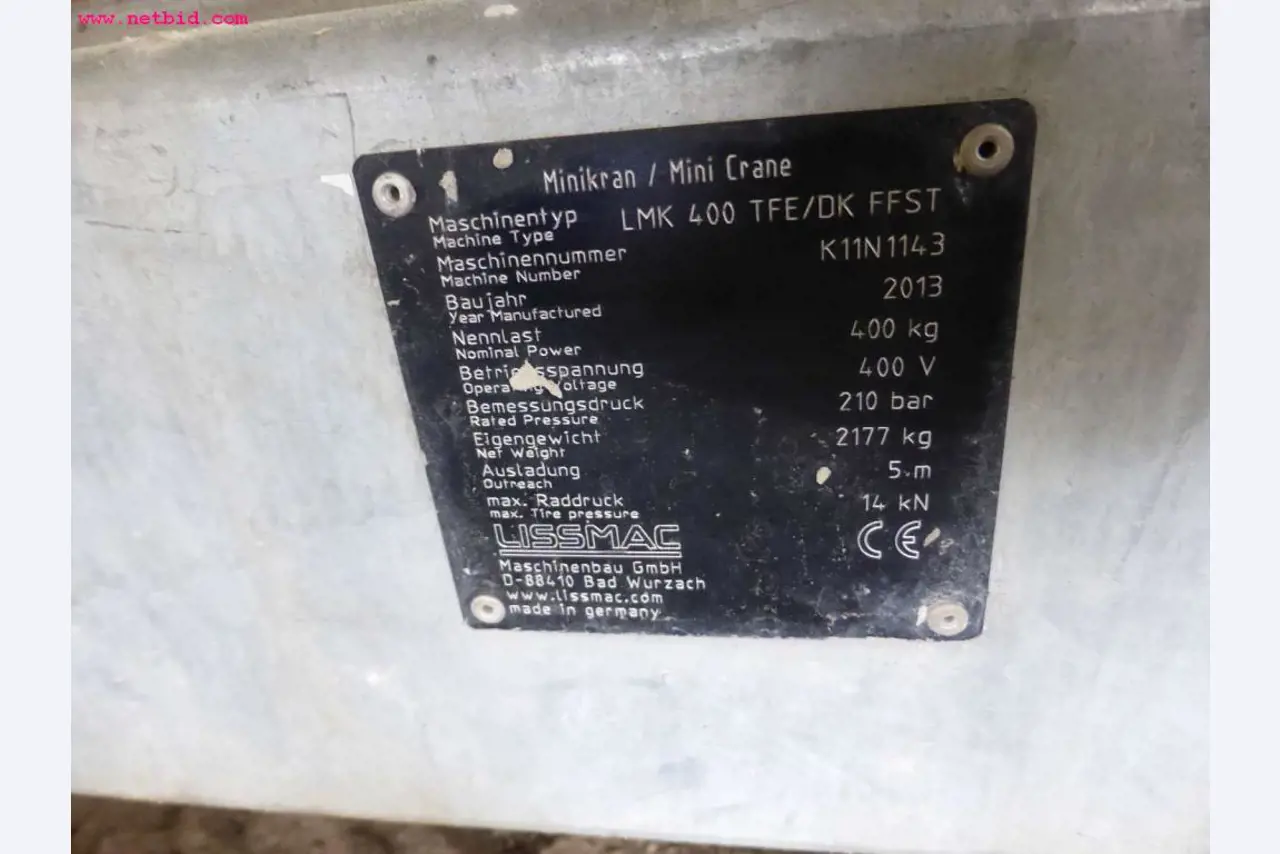 www.netbid.com
Minikran / Mini Crane
Maschinentyp LMK 400 TFE/DK FFST
Machine Type
Maschinennummer K11N1143
Machine Number
Baujahr 2013
Year Manufactured
Nennlast 400 kg
Nominal Power
Betriebsspannung 400 V
Operating Voltage
Bemessungsdruck 210 bar
Rated Pressure
Eigengewicht 2177 kg
Net Weight
Ausladung 5 m
Outreach
max. Raddruck 14 kN
max. Tire pressure
LISSMAC CE
Maschinenbau GmbH
D-88410 Bad Wurzach
www.lissmac.com
made in germany